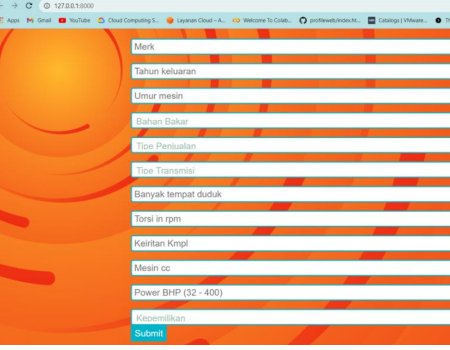 127.0.0.1:8000
Apps Gmail YouTube Cloud Computing S... Layanan Cloud – A... Welcome To Colab... profileweb/index.ht... Catalogs | VMware...
Merk
Tahun keluaran
Umur mesin
Bahan Bakar
Tipe Penjualan
Tipe Transmisi
Banyak tempat duduk
Torsi in rpm
Keiritan Kmpl
Mesin cc
Power BHP (32 - 400)
Kepemilikan
Submit